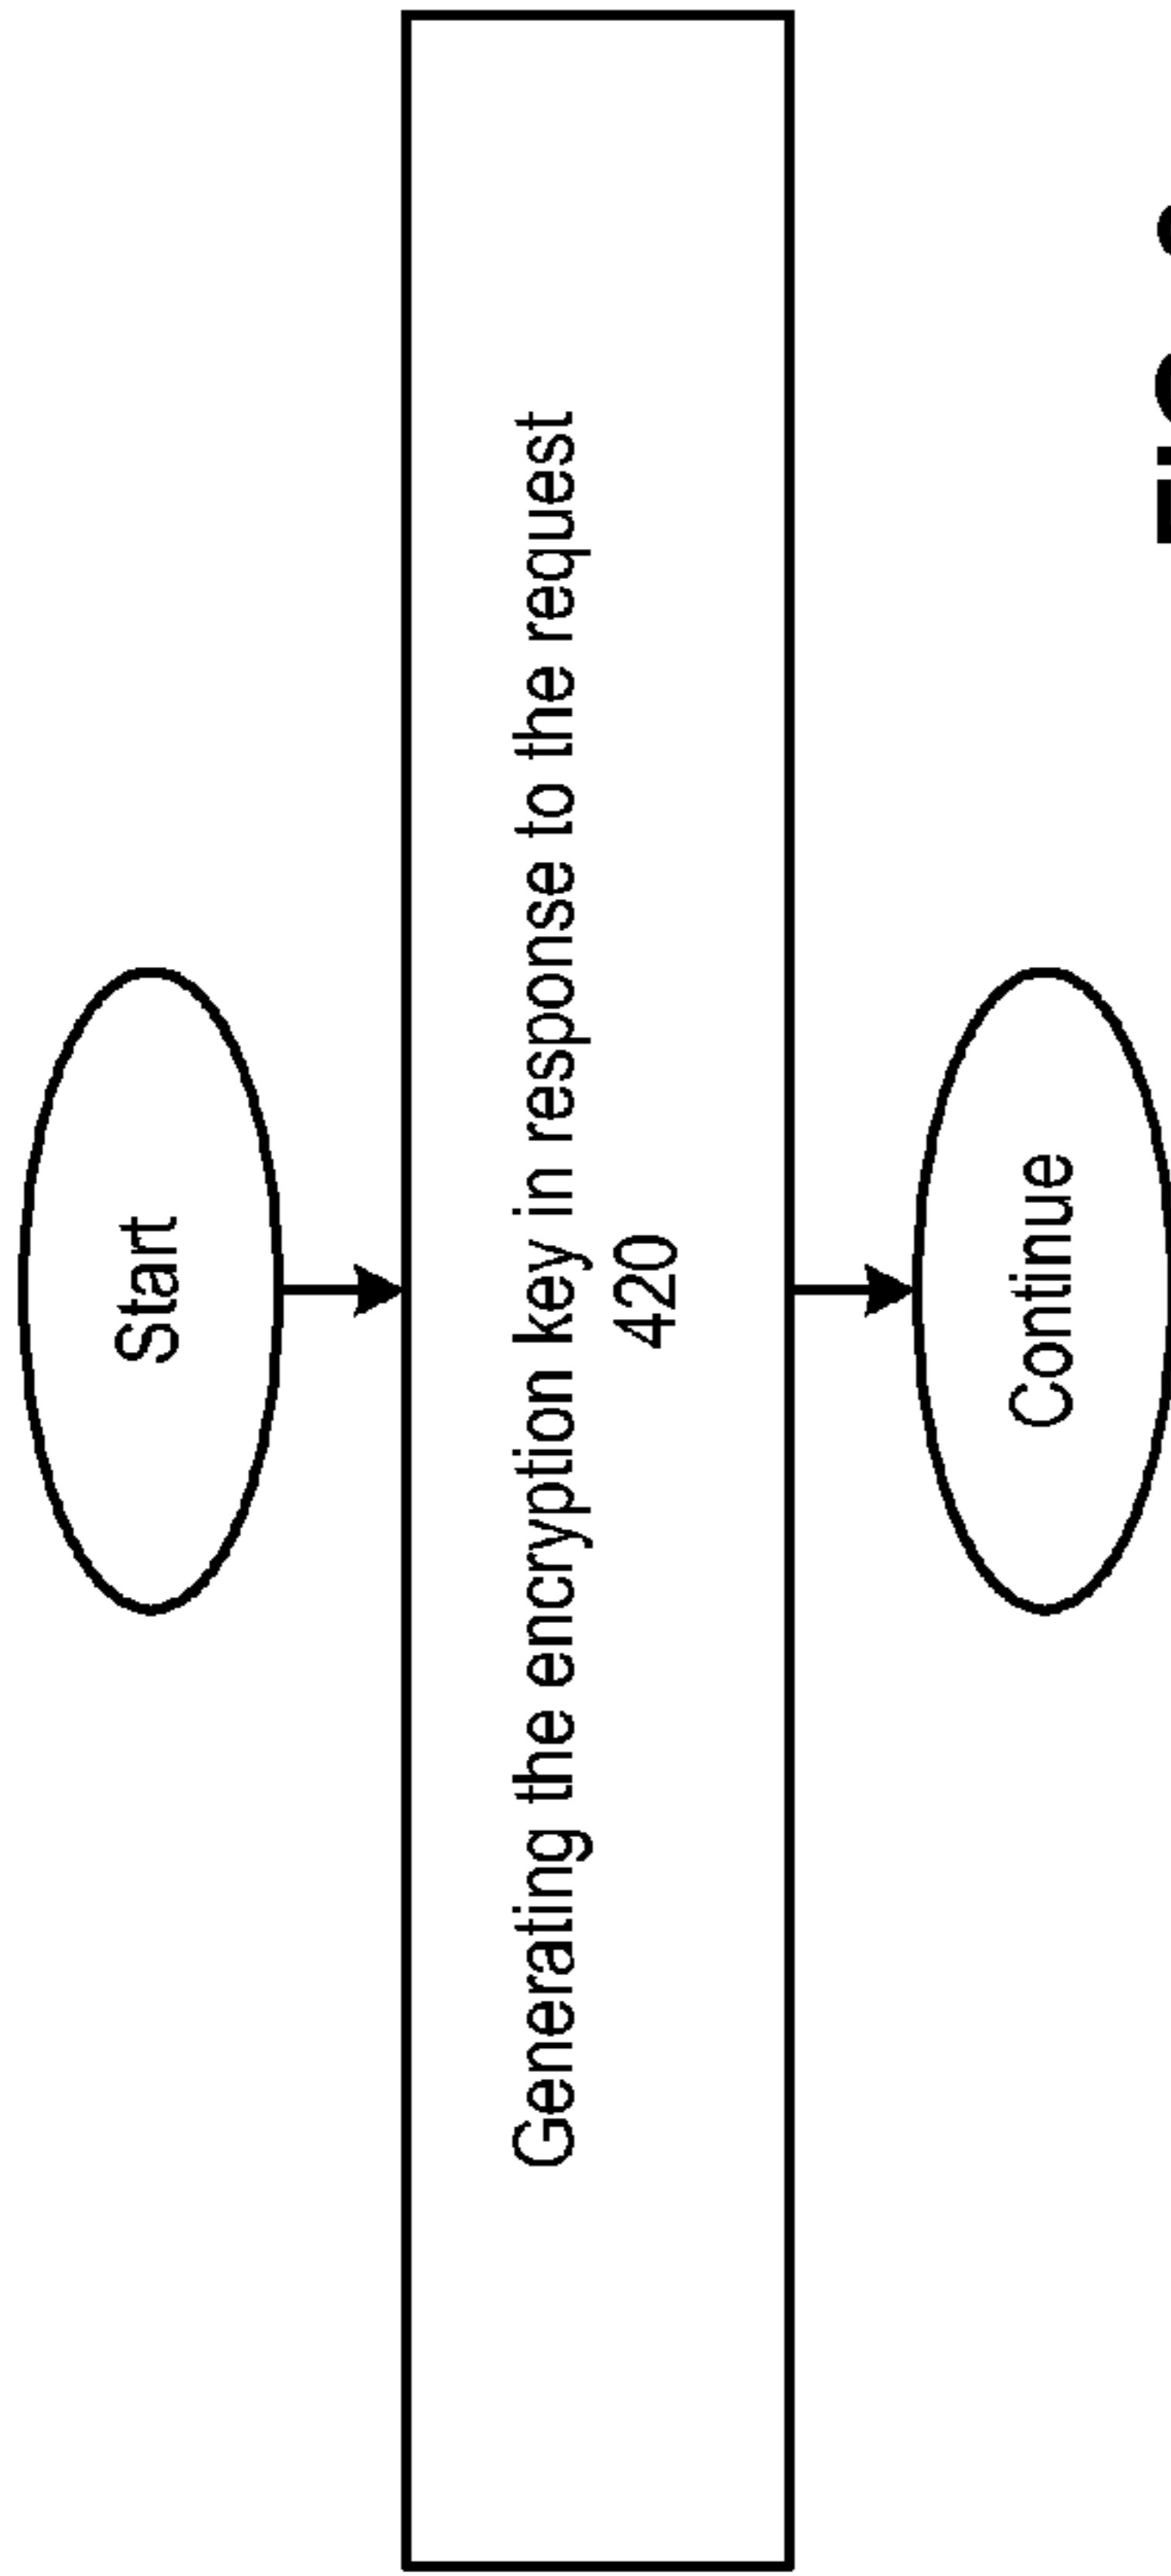 Start
Generating the encryption key in response to the request
420
Continue